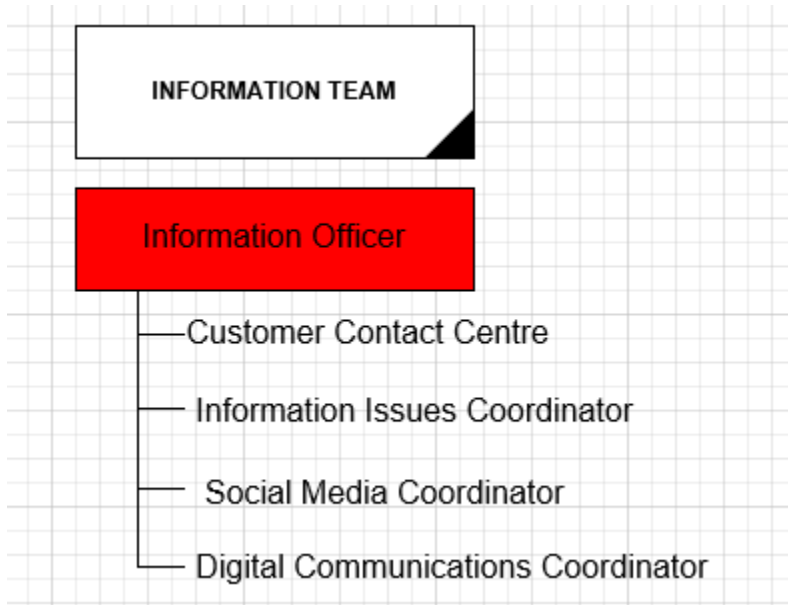 INFORMATION TEAM
Information Officer
Customer Contact Centre
Information Issues Coordinator
Social Media Coordinator
Digital Communications Coordinator